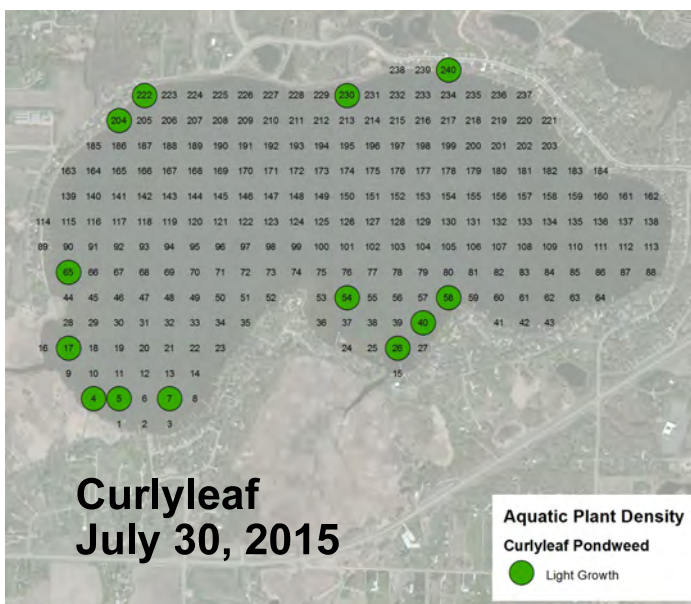 238 239 240
222 223 224 225 226 227 228 229 230 231 232 233 234 235 236 237
204 205 206 207 208 209 210 211 212 213 214 215 216 217 218 219 220 221
185 186 187 188 189 190 191 192 193 194 195 196 197 198 199 200 201 202 203
163 164 165 166 167 168 169 170 171 172 173 174 175 176 177 178 179 180 181 182 183 184
139 140 141 142 143 144 145 146 147 148 149 150 151 152 153 154 155 156 157 158 159 160 161 162
114 115 116 117 118 119 120 121 122 123 124 125 126 127 128 129 130 131 132 133 134 135 136 137 138
89 90 91 92 93 94 95 96 97 98 99 100 101 102 103 104 105 106 107 108 109 110 111 112 113
65 66 67 68 69 70 71 72 73 74 75 76 77 78 79 80 81 82 83 84 85 86 87 88
44 45 46 47 48 49 50 51 52 53 54 55 56 57 58 59 60 61 62 63 64
28 29 30 31 32 33 34 35 36 37 38 39 40 41 42 43
16 17 18 19 20 21 22 23 24 25 26 27
9 10 11 12 13 14 15
4 5 6 7 8
1 2 3
Curlyleaf
July 30, 2015
Aquatic Plant Density
Curlyleaf Pondweed
Light Growth